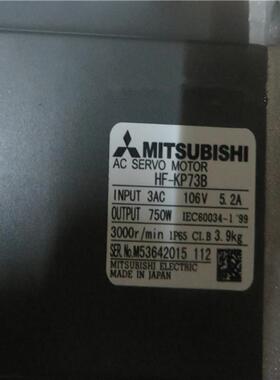 MITSUBISHI
AC SERVO MOTOR
HF-KP73B
INPUT 3AC 106V 5.2A
OUTPUT 750W IEC60034-1 '99
3000r/min IP65 Cl.B 3.9kg
SER.No.M53642015 112
MITSUBISHI ELECTRIC
MADE IN JAPAN